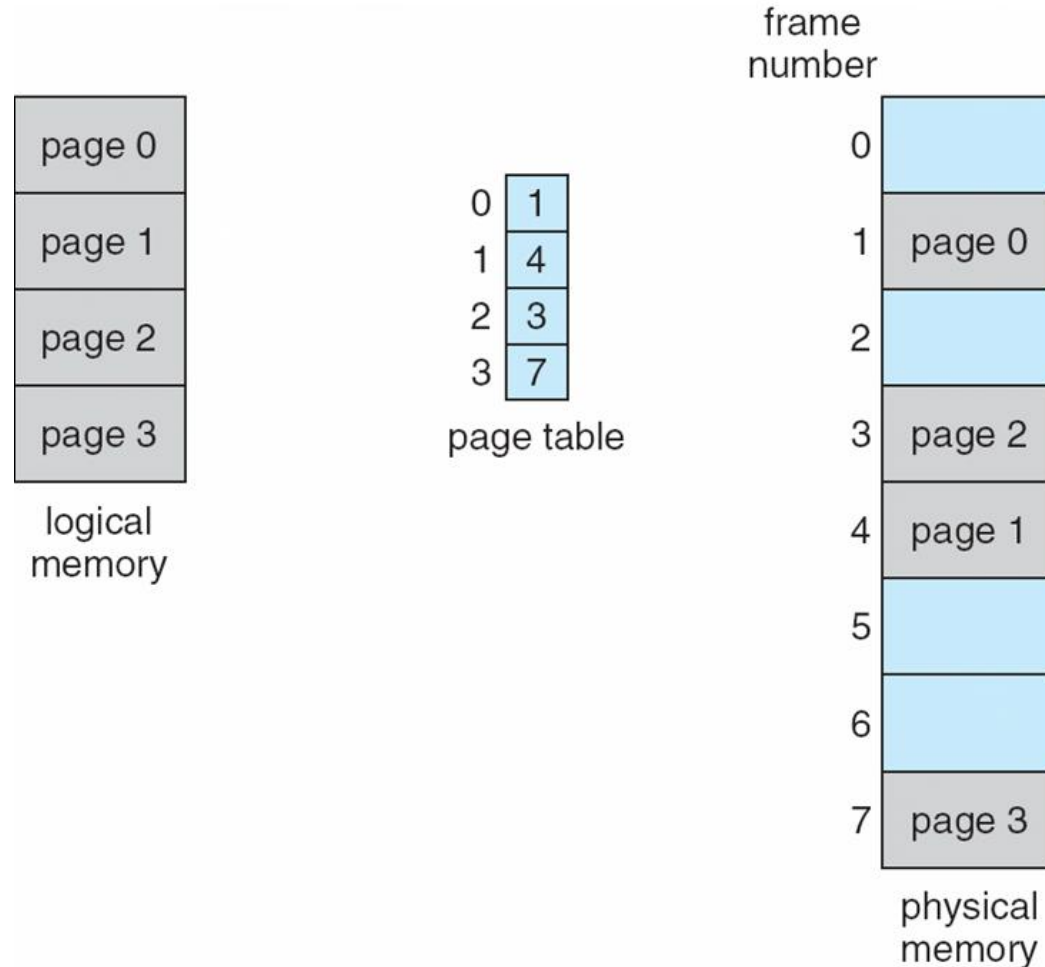 page 0
page 1
page 2
page 3
logical
memory
0 1
1 4
2 3
3 7
page table
frame
number
0
1 page 0
2
3 page 2
4 page 1
5
6
7 page 3
physical
memory